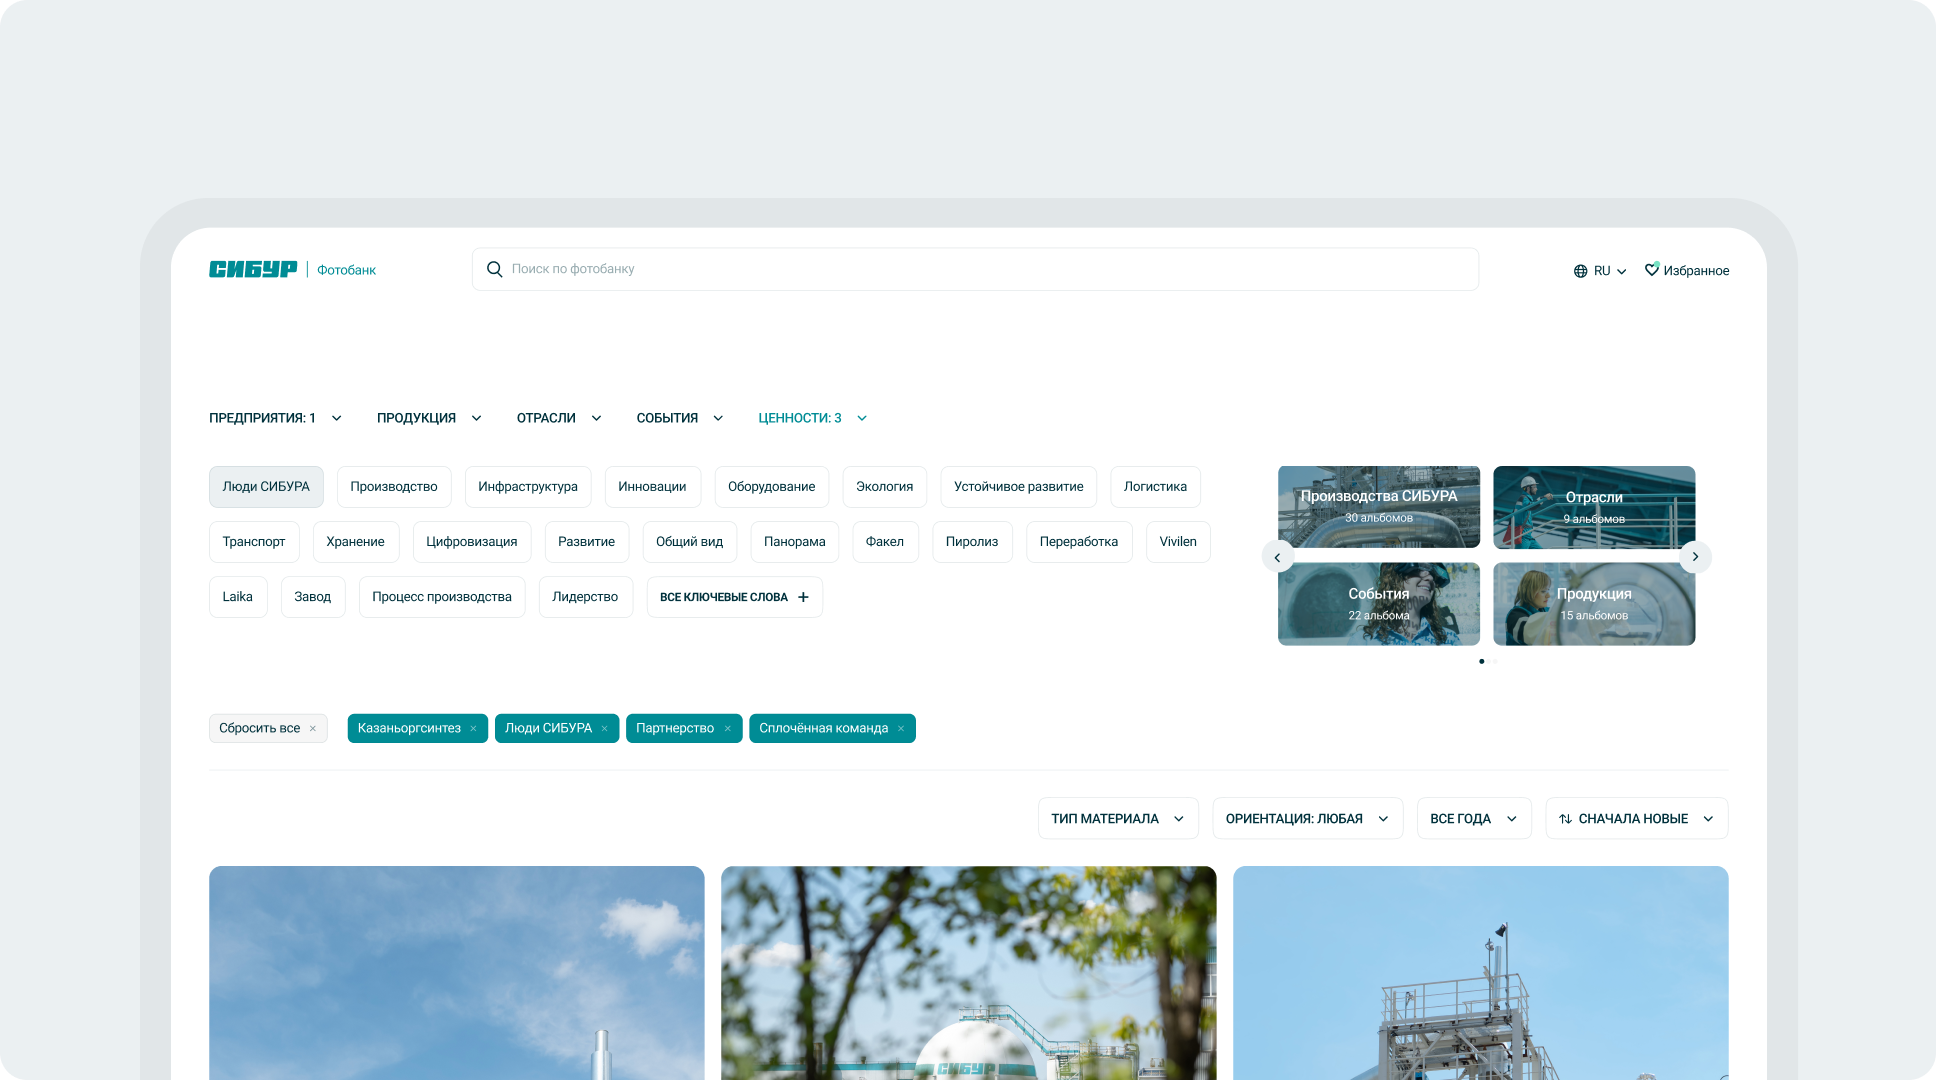 СИБУР | Фотобанк
Поиск по фотобанку
RU
Избранное
ПРЕДПРИЯТИЯ: 1
ПРОДУКЦИЯ
ОТРАСЛИ
СОБЫТИЯ
ЦЕННОСТИ: 3
Люди СИБУРА
Производство
Инфраструктура
Инновации
Оборудование
Экология
Устойчивое развитие
Логистика
Транспорт
Хранение
Цифровизация
Развитие
Общий вид
Панорама
Факел
Пиролиз
Переработка
Vivilen
Laika
Завод
Процесс производства
Лидерство
ВСЕ КЛЮЧЕВЫЕ СЛОВА +
Производства СИБУРА
30 альбомов
Отрасли
9 альбомов
События
22 альбома
Продукция
15 альбомов
Сбросить все ×
Казаньоргсинтез ×
Люди СИБУРА ×
Партнерство ×
Сплочённая команда ×
ТИП МАТЕРИАЛА
ОРИЕНТАЦИЯ: ЛЮБАЯ
ВСЕ ГОДА
СНАЧАЛА НОВЫЕ
СИБУР